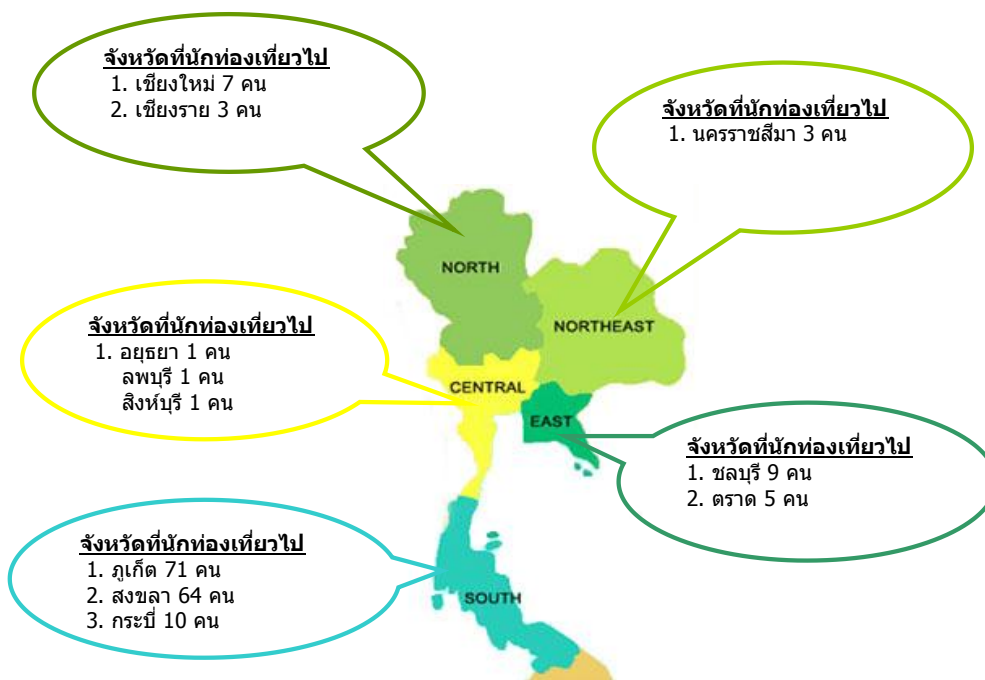 จังหวัดที่นักท่องเที่ยวไป
1. เชียงใหม่ 7 คน
2. เชียงราย 3 คน
จังหวัดที่นักท่องเที่ยวไป
1. นครราชสีมา 3 คน
NORTH
NORTHEAST
จังหวัดที่นักท่องเที่ยวไป
1. อยุธยา 1 คน
ลพบุรี 1 คน
สิงห์บุรี 1 คน
CENTRAL
EAST
จังหวัดที่นักท่องเที่ยวไป
1. ชลบุรี 9 คน
2. ตราด 5 คน
จังหวัดที่นักท่องเที่ยวไป
1. ภูเก็ต 71 คน
2. สงขลา 64 คน
3. กระบี่ 10 คน
SOUTH